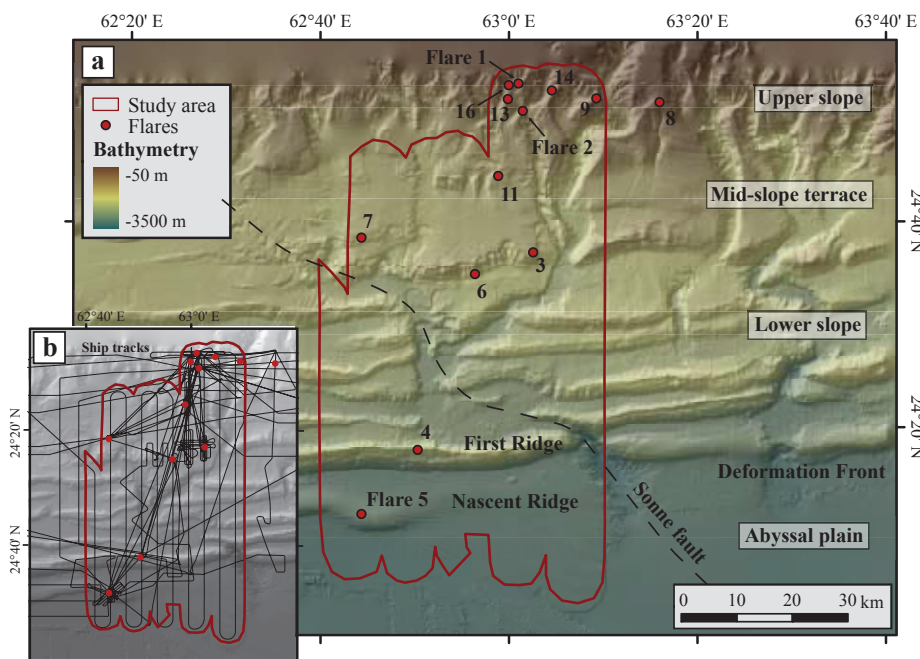 62°20' E 62°40' E 63°0' E 63°20' E 63°40' E
a
Study area
Flares
Bathymetry
-50 m
-3500 m
Flare 1
14
16
13
9
8
Upper slope
Flare 2
11
Mid-slope terrace
24°40' N
7
3
6
Lower slope
4
First Ridge
24°20' N
Deformation Front
Flare 5
Nascent Ridge
Sonne fault
Abyssal plain
0 10 20 30 km
62°40' E 63°0' E
b
Ship tracks
24°20' N
24°40' N